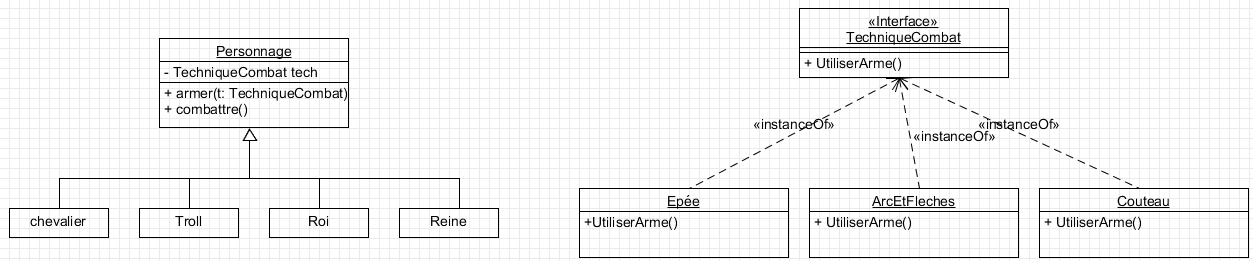 Personnage
- TechniqueCombat tech
+ armer(t: TechniqueCombat)
+ combattre()
chevalier
Troll
Roi
Reine
«Interface»
TechniqueCombat
+ UtiliserArme()
«instanceOf»
«instanceOf»
«instanceOf»
Epée
+UtiliserArme()
ArcEtFleches
+ UtiliserArme()
Couteau
+ UtiliserArme()